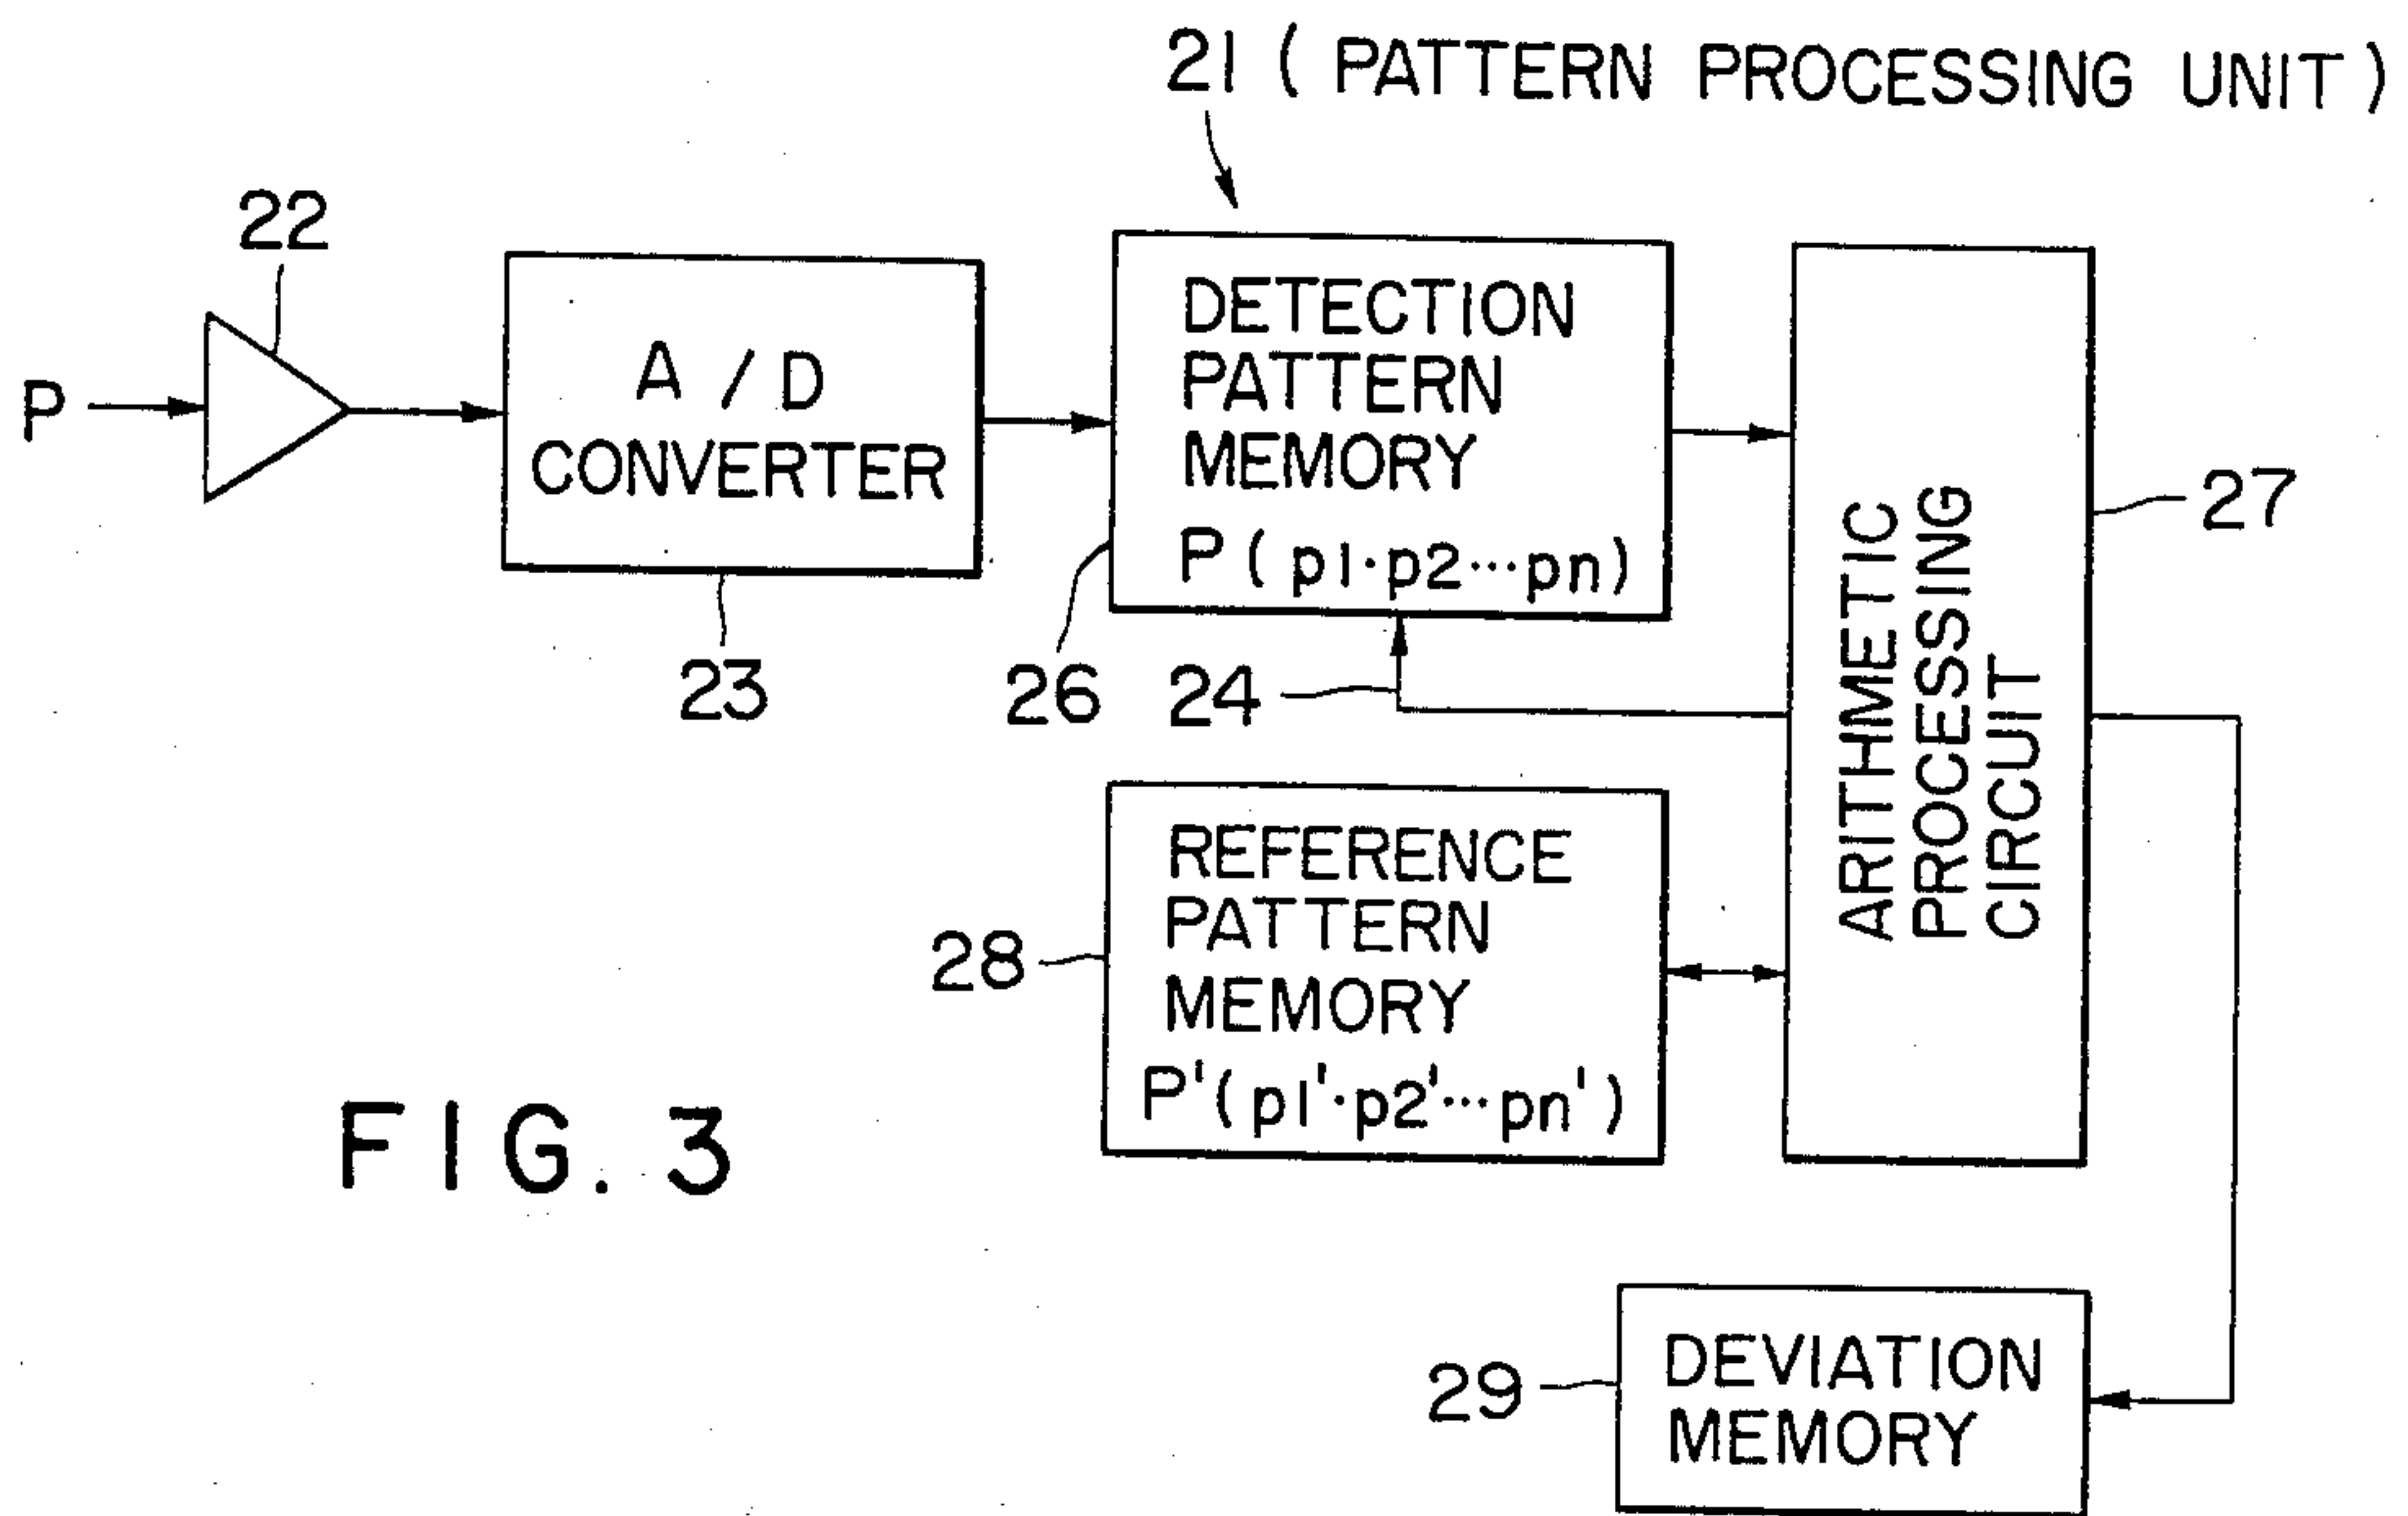 21 ( PATTERN PROCESSING UNIT )
22
P
A / D
CONVERTER
23
DETECTION
PATTERN
MEMORY
P ( p1·p2···pn )
26
24
ARITHMETIC
PROCESSING
CIRCUIT
27
REFERENCE
PATTERN
MEMORY
P'( p1'·p2'···pn' )
28
FIG. 3
DEVIATION
MEMORY
29